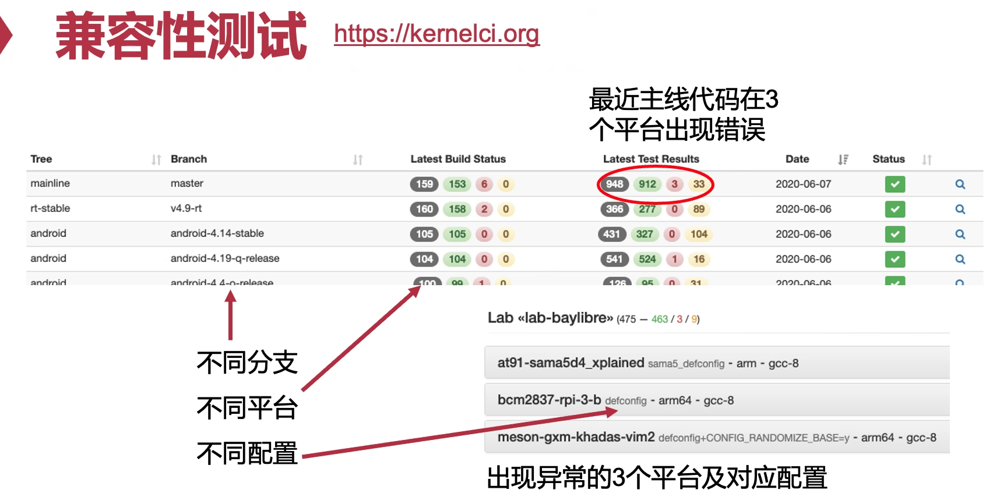 兼容性测试 https://kernelci.org
最近主线代码在3
个平台出现错误
Tree Branch Latest Build Status Latest Test Results Date Status
mainline master 159 153 6 0 948 912 3 33 2020-06-07
rt-stable v4.9-rt 160 158 2 0 366 277 0 89 2020-06-06
android android-4.14-stable 105 105 0 0 431 327 0 104 2020-06-06
android android-4.19-q-release 104 104 0 0 541 524 1 16 2020-06-06
android android-4.4-o-release 100 99 1 0 126 95 0 31 2020-06-06
Lab «lab-baylibre» (475 — 463 / 3 / 9)
不同分支
at91-sama5d4_xplained sama5_defconfig - arm - gcc-8
不同平台
bcm2837-rpi-3-b defconfig - arm64 - gcc-8
不同配置
meson-gxm-khadas-vim2 defconfig+CONFIG_RANDOMIZE_BASE=y - arm64 - gcc-8
出现异常的3个平台及对应配置